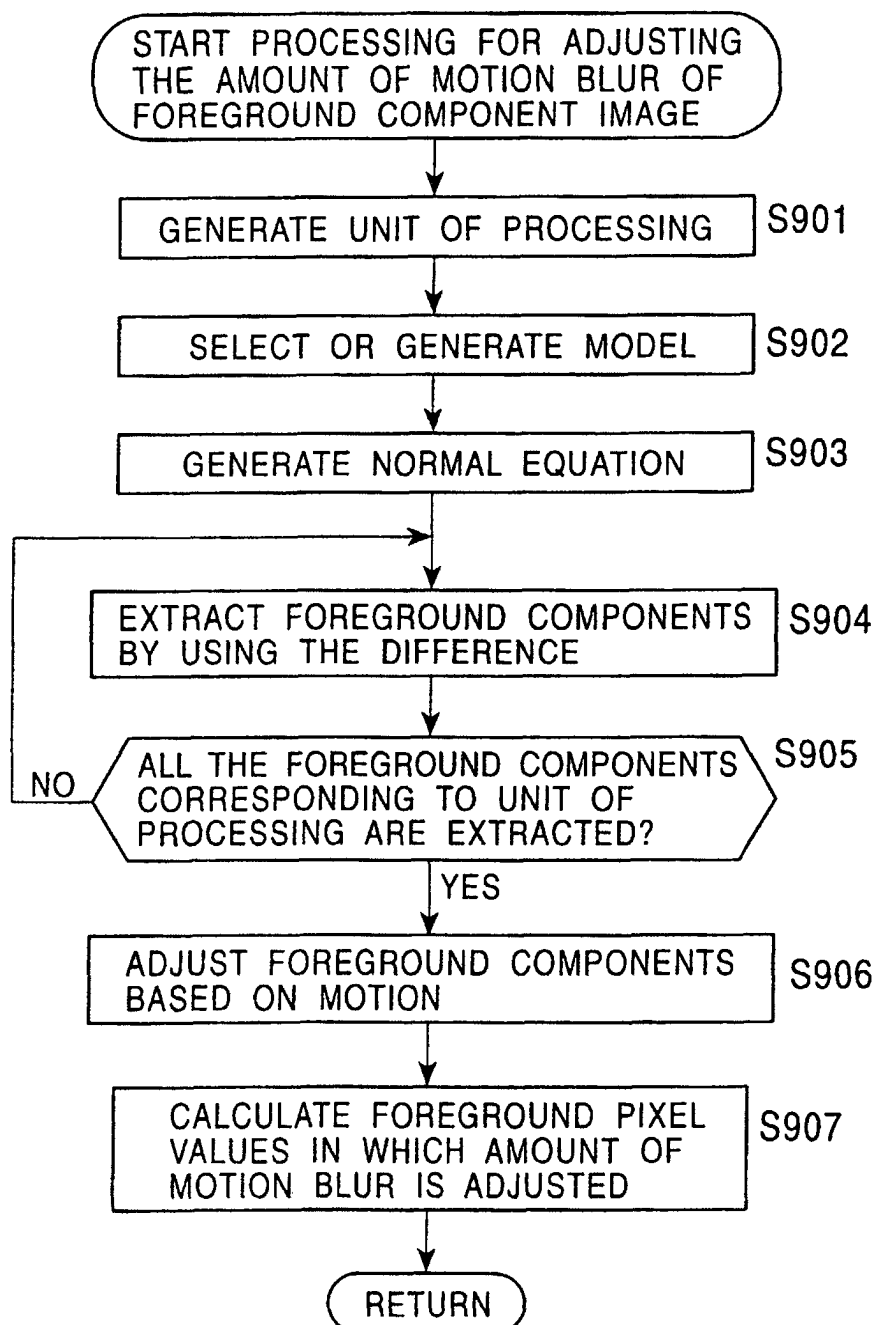 START PROCESSING FOR ADJUSTING
THE AMOUNT OF MOTION BLUR OF
FOREGROUND COMPONENT IMAGE
GENERATE UNIT OF PROCESSING
S901
SELECT OR GENERATE MODEL
S902
GENERATE NORMAL EQUATION
S903
EXTRACT FOREGROUND COMPONENTS
BY USING THE DIFFERENCE
S904
ALL THE FOREGROUND COMPONENTS
CORRESPONDING TO UNIT OF
PROCESSING ARE EXTRACTED?
S905
NO
YES
ADJUST FOREGROUND COMPONENTS
BASED ON MOTION
S906
CALCULATE FOREGROUND PIXEL
VALUES IN WHICH AMOUNT OF
MOTION BLUR IS ADJUSTED
S907
RETURN